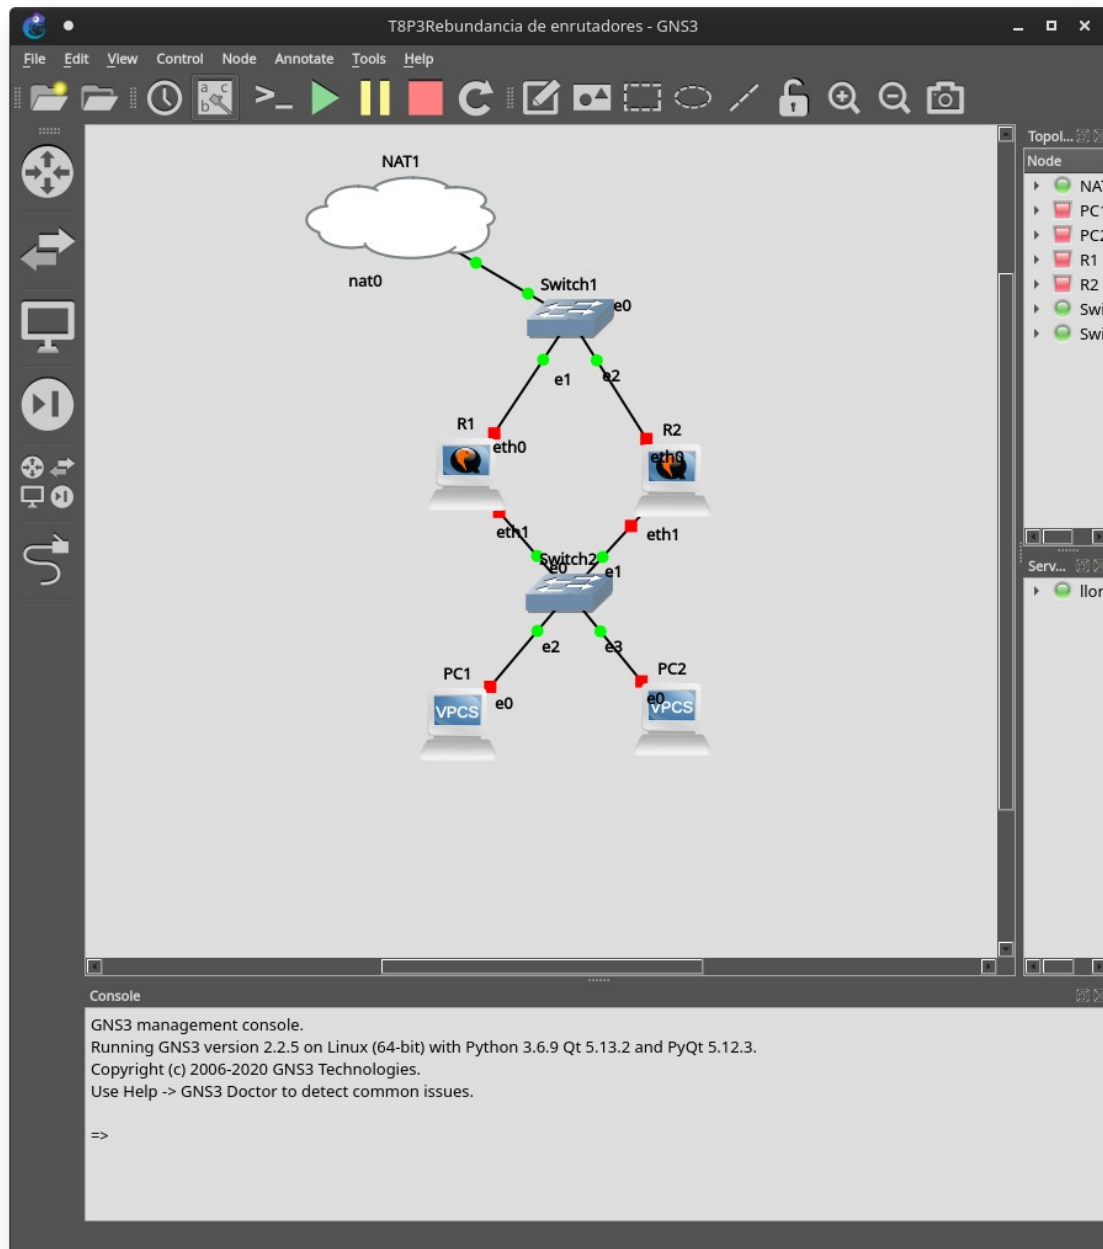 T8P3Rebundancia de enrutadores - GNS3
File Edit View Control Node Annotate Tools Help
a c
b
Topol...
Node
NAT
PC1
PC2
R1
R2
Swi
Swi
NAT1
nat0
Switch1
e0
e1
e2
R1
R2
eth0
eth0
eth1
eth1
Switch2
e0
e1
e2
e3
PC1
PC2
e0
e0
VPCS
VPCS
Serv...
llor
Console
GNS3 management console.
Running GNS3 version 2.2.5 on Linux (64-bit) with Python 3.6.9 Qt 5.13.2 and PyQt 5.12.3.
Copyright (c) 2006-2020 GNS3 Technologies.
Use Help -> GNS3 Doctor to detect common issues.
=>